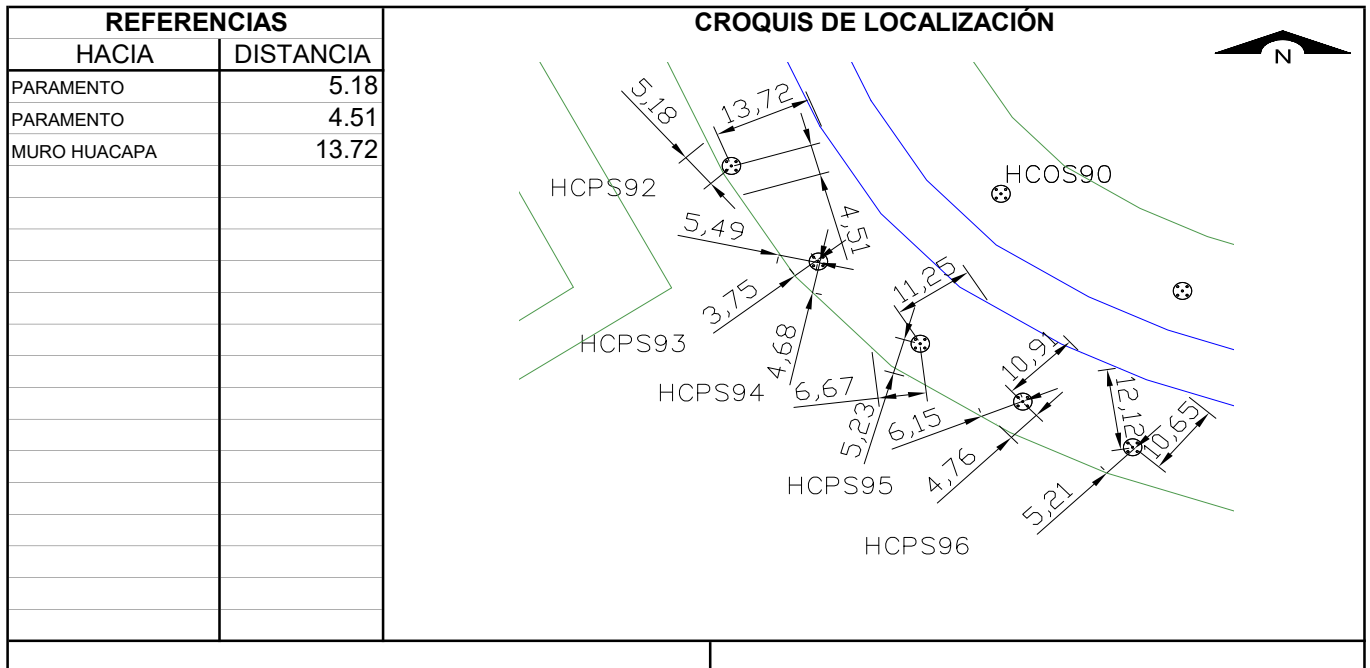 REFERENCIAS
HACIA DISTANCIA
PARAMENTO 5.18
PARAMENTO 4.51
MURO HUACAPA 13.72
CROQUIS DE LOCALIZACIÓN
N
5,18
13,72
HCPS92
HCOS90
4,51
5,49
11,25
3,75
HCPS93
4,68
10,91
HCPS94
6,67
12,12
5,23
6,15
10,65
HCPS95
4,76
5,21
HCPS96